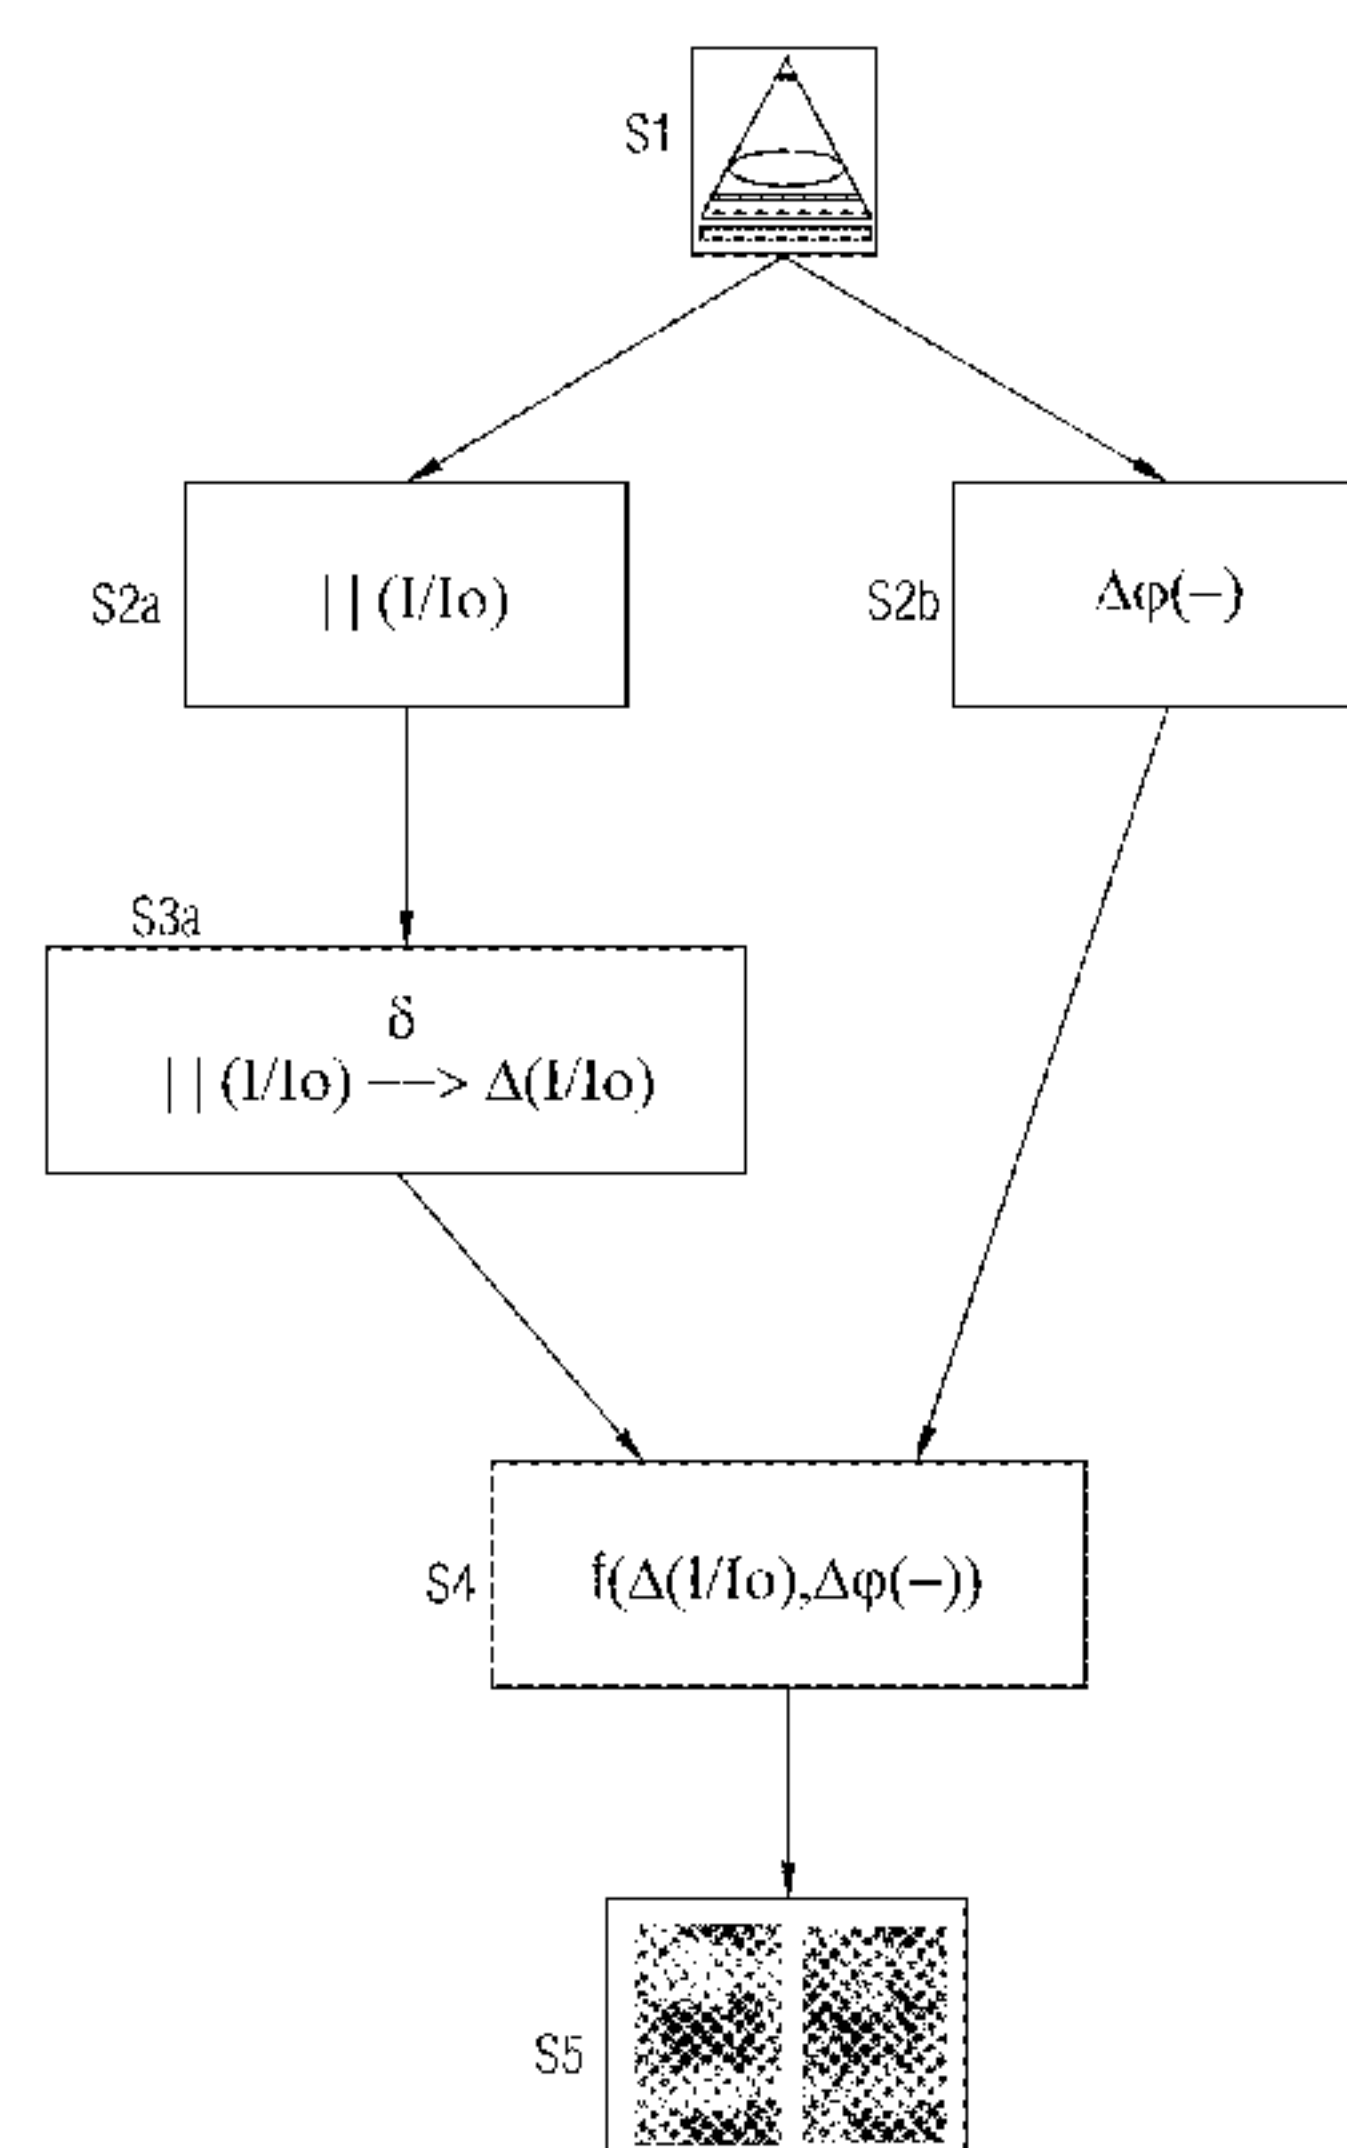 S1
S2a
| | (I/Io)
S2b
Δφ(–)
S3a
δ
| | (I/Io) ––> Δ(I/Io)
S4
f(Δ(I/Io),Δφ(–))
S5